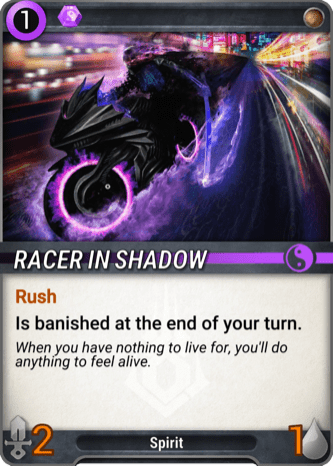 1
RACER IN SHADOW
Rush
Is banished at the end of your turn.
When you have nothing to live for, you'll do
anything to feel alive.
2
Spirit
1